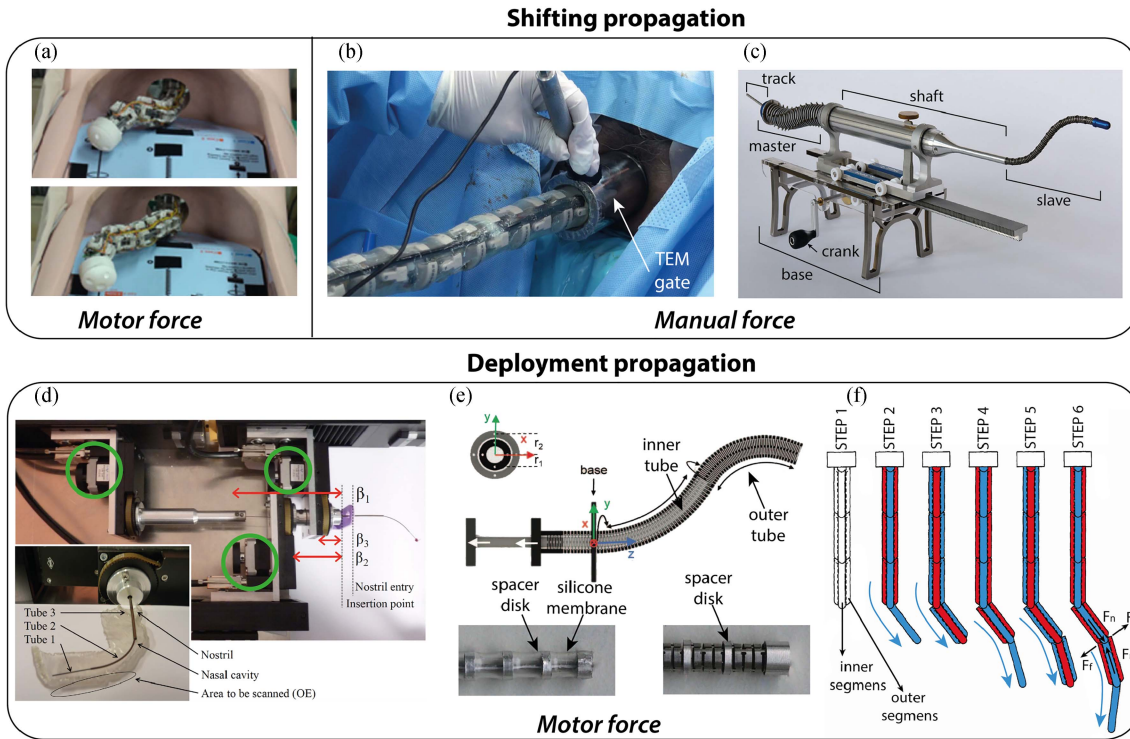 Shifting propagation
(a)
(b)
(c)
track
shaft
master
slave
TEM
gate
crank
base
Motor force
Manual force
Deployment propagation
(d)
(e)
(f)
β1
β3
β2
Nostril entry
Insertion point
Tube 3
Tube 2
Tube 1
Nostril
Nasal cavity
Area to be scanned (OE)
y
x
r2
r1
base
y
x
z
inner
tube
outer
tube
spacer
disk
silicone
membrane
spacer
disk
STEP 1
STEP 2
STEP 3
STEP 4
STEP 5
STEP 6
inner
segmens
outer
segmens
Fn
Ff
Motor force